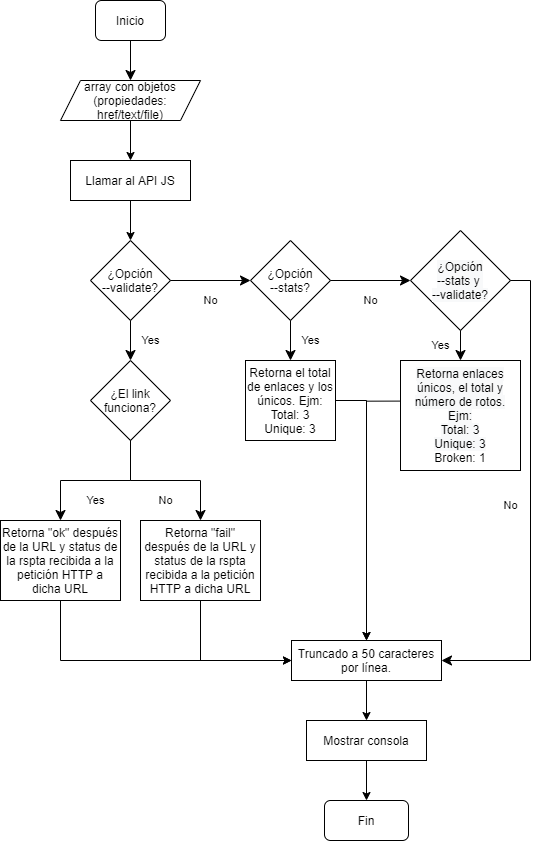 Inicio
array con objetos
(propiedades:
href/text/file)
Llamar al API JS
¿Opción
--validate?
No
¿Opción
--stats?
No
¿Opción
--stats y
--validate?
Yes
Yes
Yes
¿El link
funciona?
Retorna el total
de enlaces y los
únicos. Ejm:
Total: 3
Unique: 3
Retorna enlaces
únicos, el total y
número de rotos.
Ejm:
Total: 3
Unique: 3
Broken: 1
Yes
No
No
Retorna "ok" después
de la URL y status de
la rspta recibida a la
petición HTTP a
dicha URL
Retorna "fail"
después de la URL y
status de la rspta
recibida a la petición
HTTP a dicha URL
Truncado a 50 caracteres
por línea.
Mostrar consola
Fin